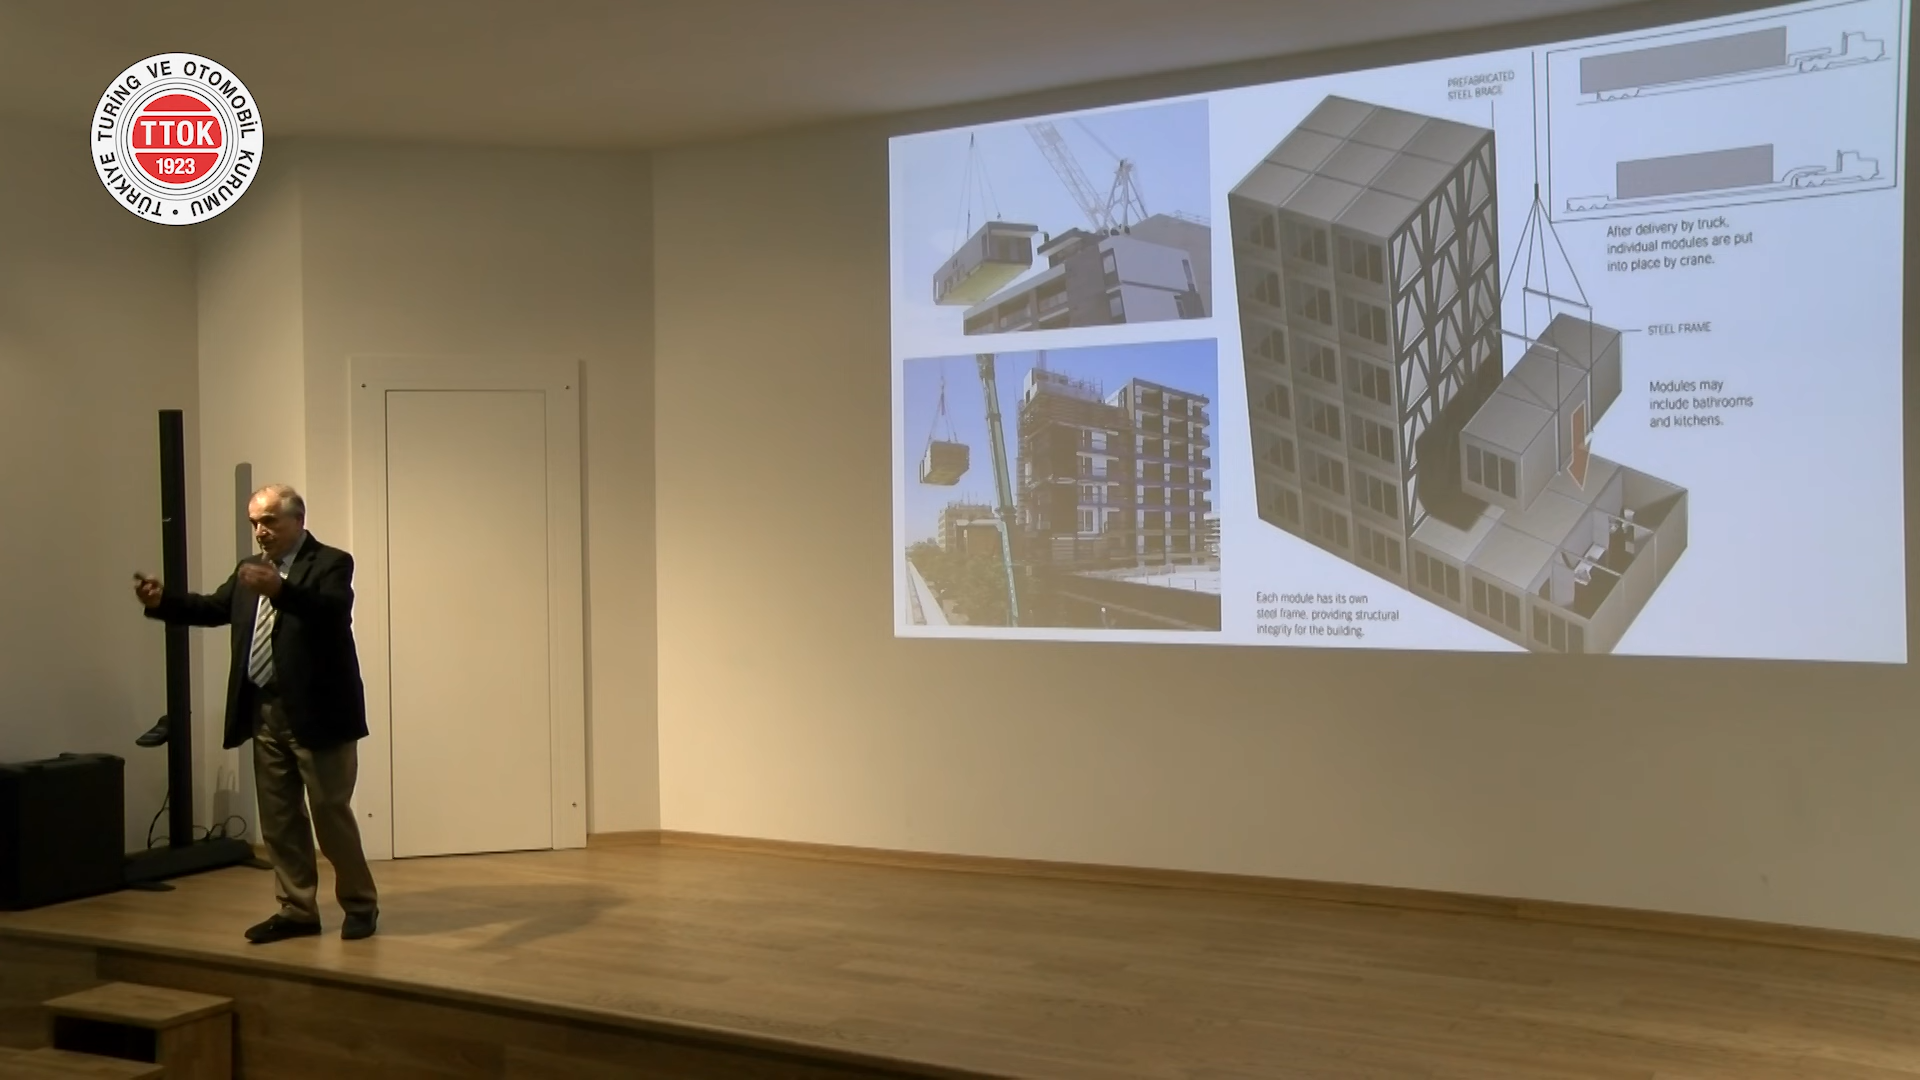 TÜRKİYE TURİNG VE OTOMOBİL KURUMU •
TTOK
1923
PREFABRICATED
STEEL BRACE
After delivery by truck,
individual modules are put
into place by crane.
STEEL FRAME
Modules may
include bathrooms
and kitchens.
Each module has its own
steel frame, providing structural
integrity for the building.